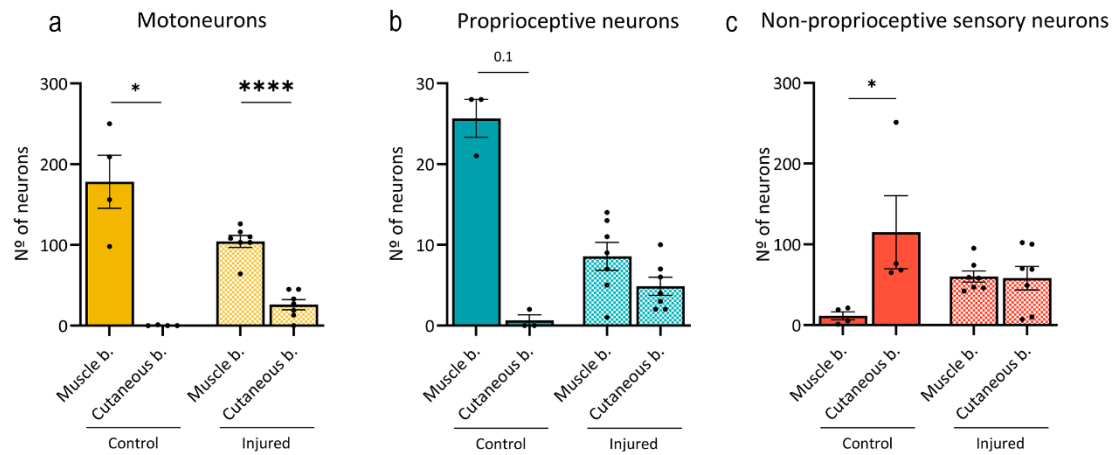 a
Motoneurons
Nº of neurons
300
200
100
0
*
****
Muscle b.
Cutaneous b.
Muscle b.
Cutaneous b.
Control
Injured
b
Proprioceptive neurons
Nº of neurons
30
20
10
0
0.1
Muscle b.
Cutaneous b.
Muscle b.
Cutaneous b.
Control
Injured
c
Non-proprioceptive sensory neurons
Nº of neurons
300
200
100
0
*
Muscle b.
Cutaneous b.
Muscle b.
Cutaneous b.
Control
Injured